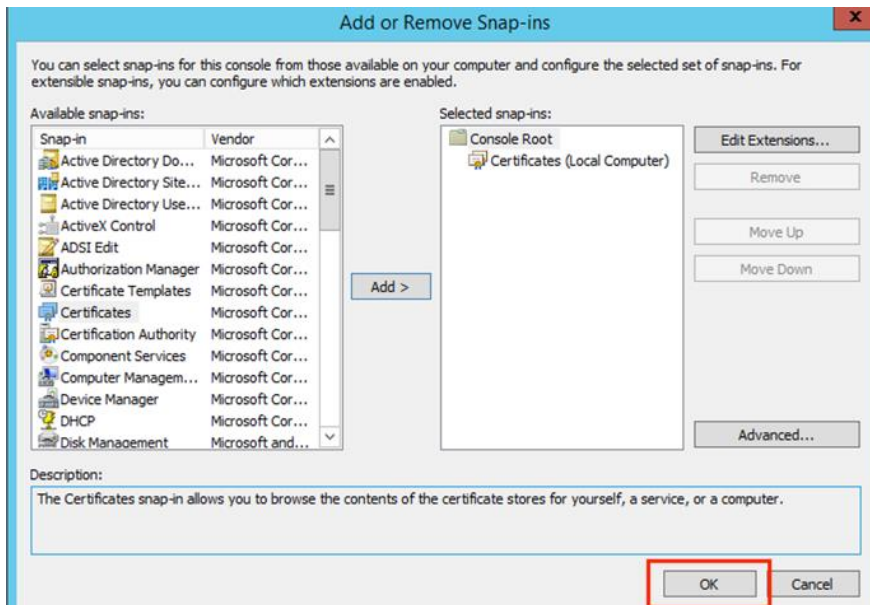 Add or Remove Snap-ins
x
You can select snap-ins for this console from those available on your computer and configure the selected set of snap-ins. For
extensible snap-ins, you can configure which extensions are enabled.
Available snap-ins:
Snap-in Vendor
Active Directory Do... Microsoft Cor...
Active Directory Site... Microsoft Cor...
Active Directory Use... Microsoft Cor...
ActiveX Control Microsoft Cor...
ADSI Edit Microsoft Cor...
Authorization Manager Microsoft Cor...
Certificate Templates Microsoft Cor...
Certificates Microsoft Cor...
Certification Authority Microsoft Cor...
Component Services Microsoft Cor...
Computer Managem... Microsoft Cor...
Device Manager Microsoft Cor...
DHCP Microsoft Cor...
Disk Management Microsoft and...
Add >
Selected snap-ins:
Console Root
Certificates (Local Computer)
Edit Extensions...
Remove
Move Up
Move Down
Advanced...
Description:
The Certificates snap-in allows you to browse the contents of the certificate stores for yourself, a service, or a computer.
OK Cancel